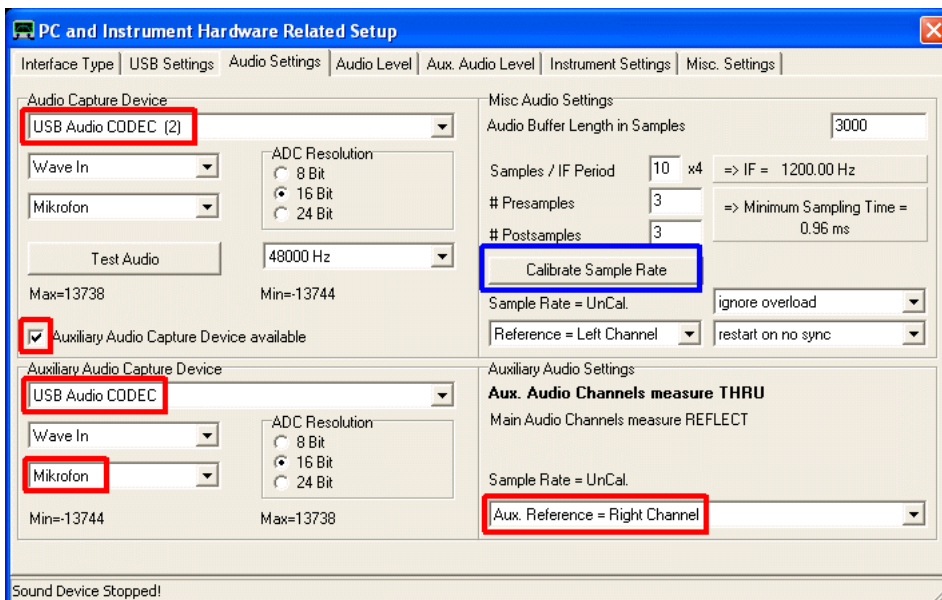 PC and Instrument Hardware Related Setup
Interface Type USB Settings Audio Settings Audio Level Aux. Audio Level Instrument Settings Misc. Settings
Audio Capture Device
USB Audio CODEC (2)
Wave In
Mikrofon
ADC Resolution
8 Bit
16 Bit
24 Bit
Test Audio
48000 Hz
Max=13738
Min=-13744
Auxiliary Audio Capture Device available
Misc Audio Settings
Audio Buffer Length in Samples
3000
Samples / IF Period
10 x4
=> IF = 1200.00 Hz
# Presamples
3
=> Minimum Sampling Time =
0.96 ms
# Postsamples
3
Calibrate Sample Rate
Sample Rate = UnCal.
ignore overload
Reference = Left Channel
restart on no sync
Auxiliary Audio Capture Device
USB Audio CODEC
Wave In
Mikrofon
ADC Resolution
8 Bit
16 Bit
24 Bit
Min=-13744
Max=13738
Auxiliary Audio Settings
Aux. Audio Channels measure THRU
Main Audio Channels measure REFLECT
Sample Rate = UnCal.
Aux. Reference = Right Channel
Sound Device Stopped!